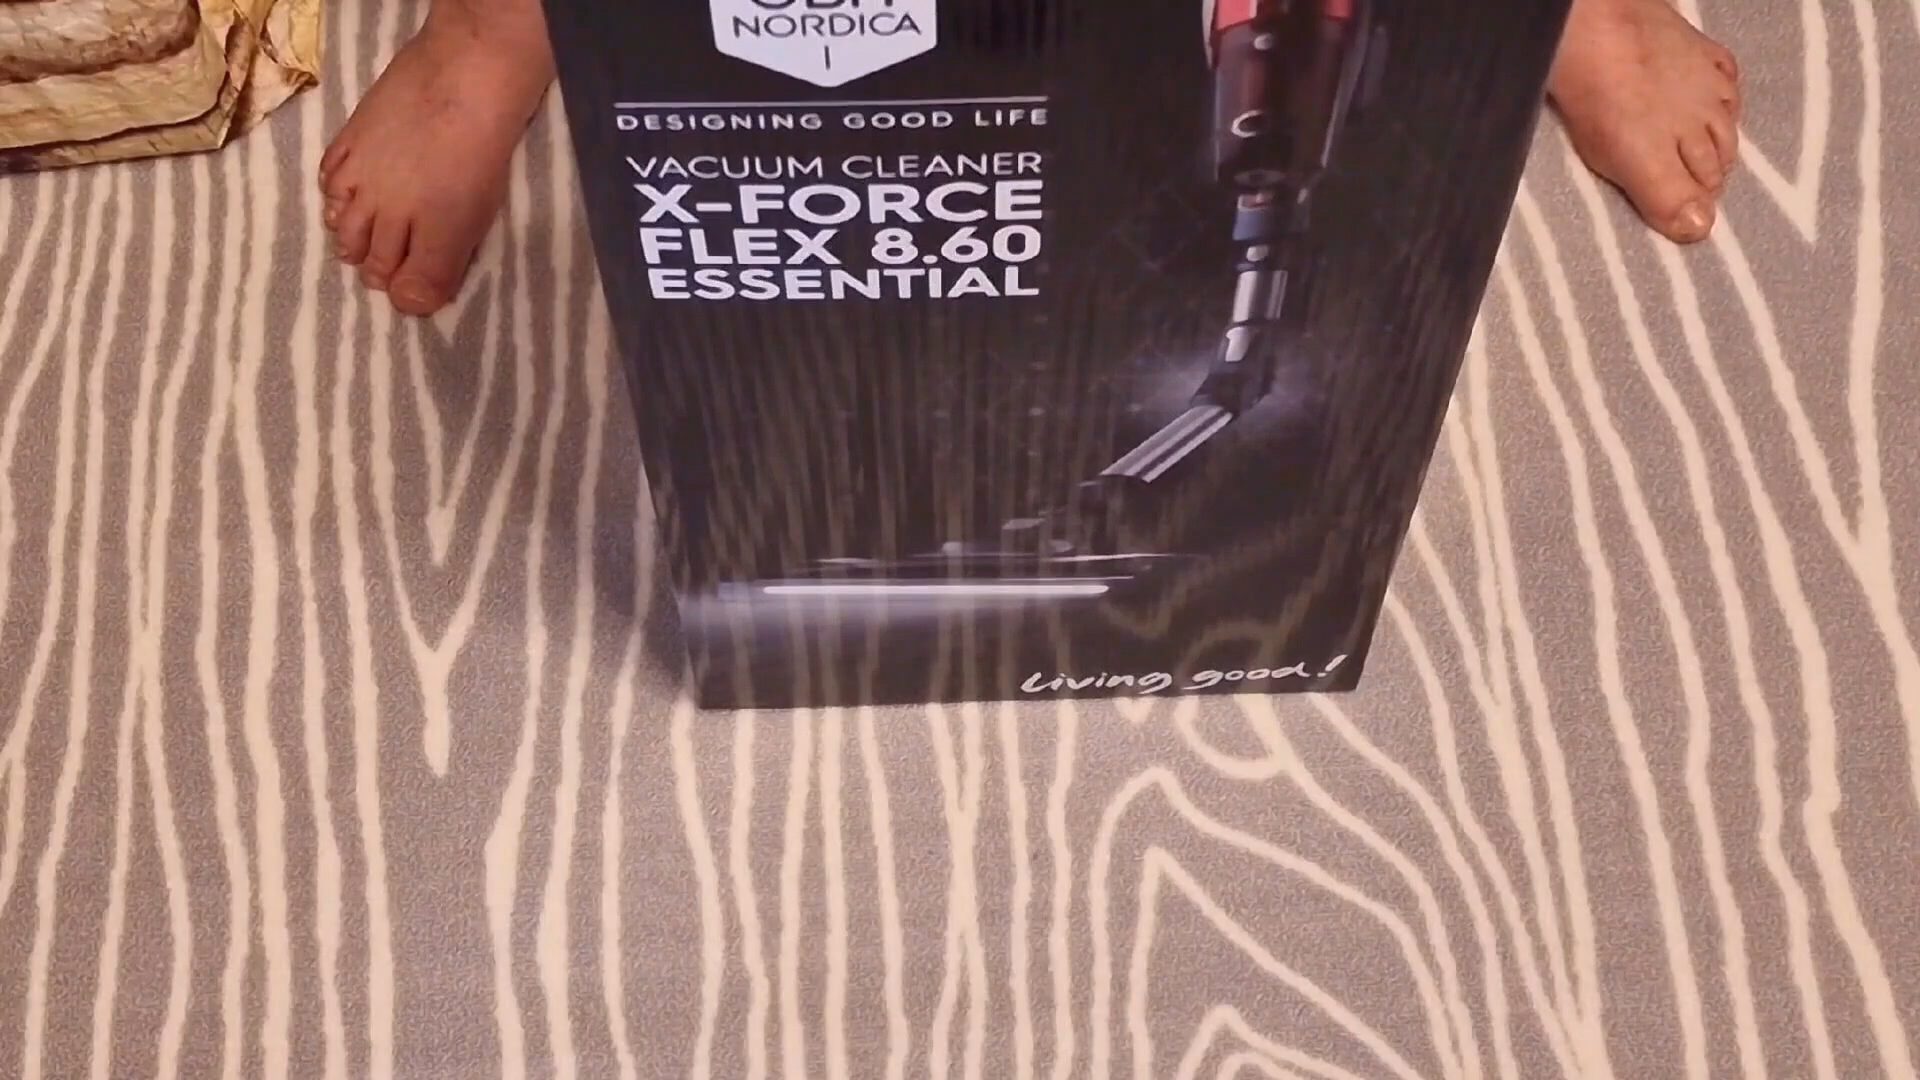 NORDICA
DESIGNING GOOD LIFE
VACUUM CLEANER
X-FORCE
FLEX 8.60
ESSENTIAL
Living good!